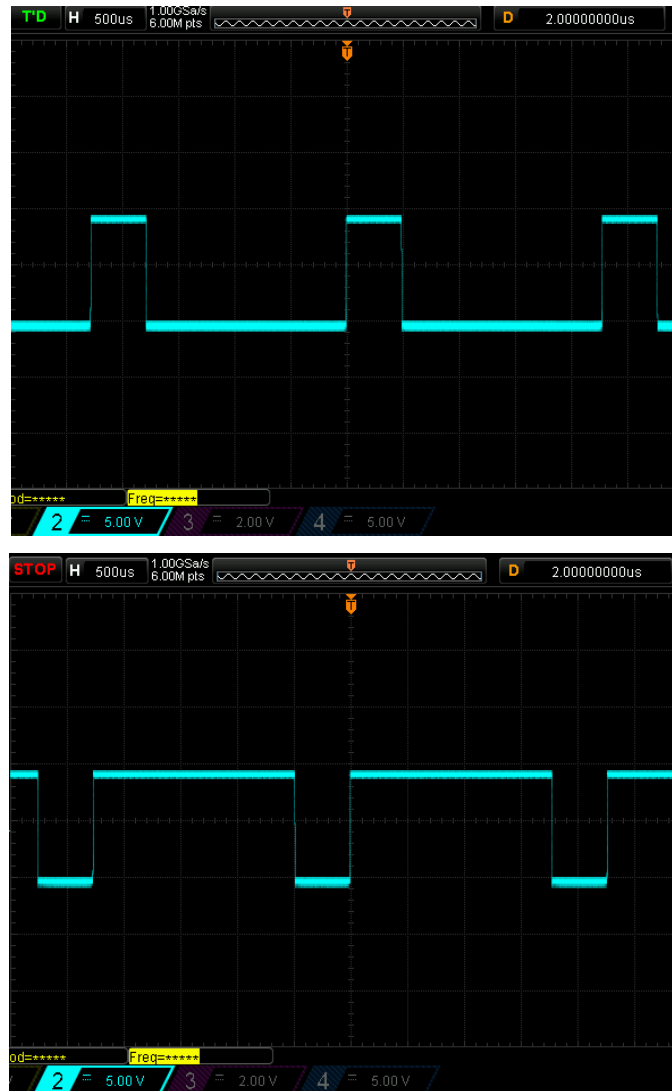 T'D H 500us 1.00GSa/s
6.00M pts T D 2.00000000us
T
od=***** Freq=*****
2 = 5.00 V 3 = 2.00 V 4 = 5.00 V
STOP H 500us 1.00GSa/s
6.00M pts T D 2.00000000us
T
od=***** Freq=*****
2 = 5.00 V 3 = 2.00 V 4 = 5.00 V